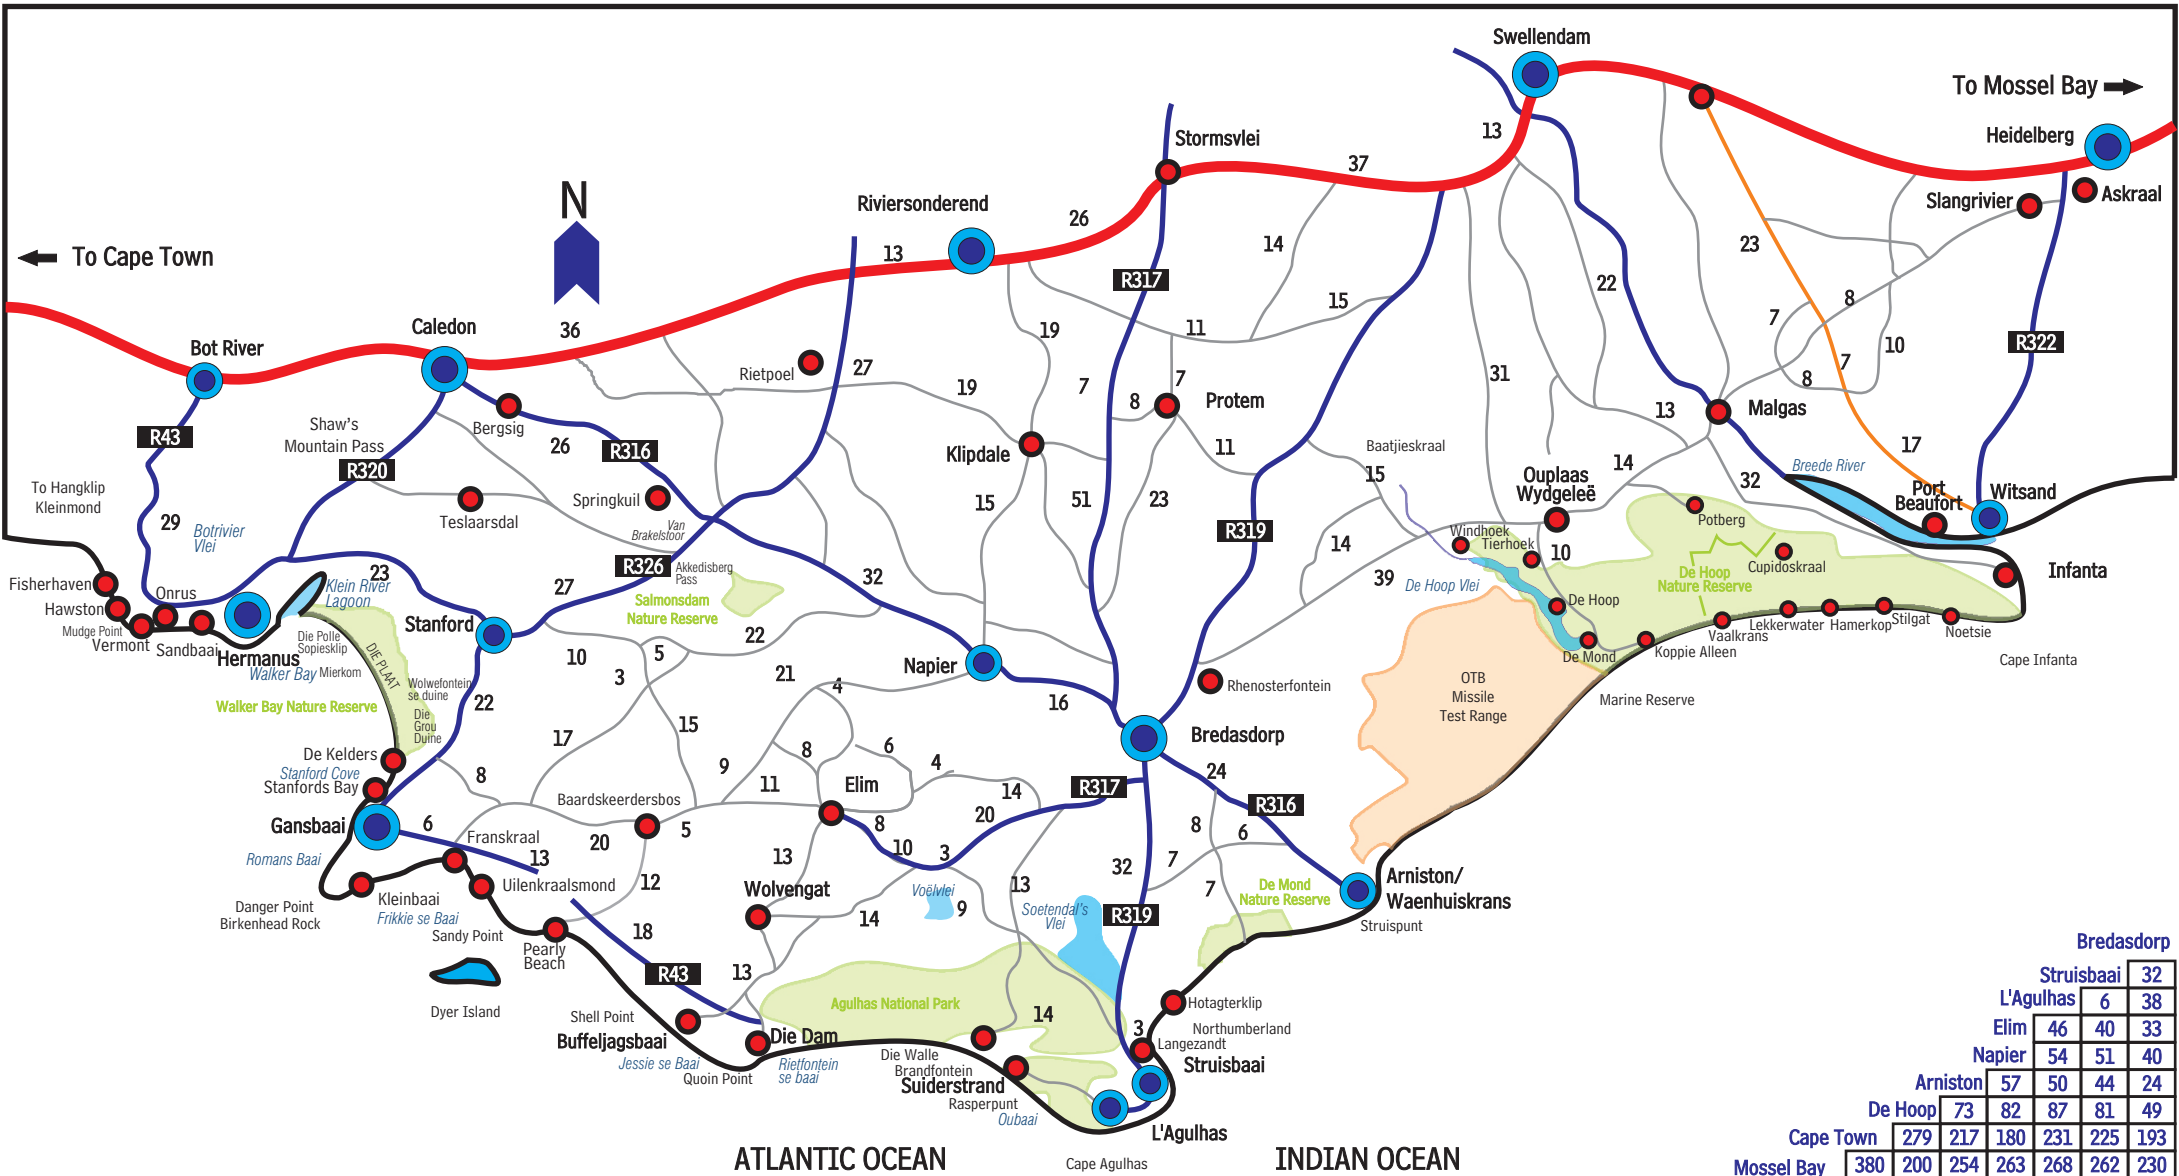 Swellendam
To Mossel Bay
Heidelberg
Askraal
Slangrivier
13
37
Stormsvlei
Riviersonderend
26
13
N
To Cape Town
36
Caledon
Bot River
R43
Shaw's
Mountain Pass
R320
Bergsig
26
R316
Rietpoel
27
19
19
R317
14
15
11
7
7
8
Protem
11
Klipdale
15
51
23
22
23
31
7
8
7
10
8
R322
13
Malgas
17
32
14
Baatjieskraal
15
Ouplaas
Wydgeleë
Breede River
Port
Beaufort
Witsand
To Hangklip
Kleinmond
29
Botrivier
Vlei
Teslaarsdal
Springkuil
Van
Brakelstoor
R326
Akkedisberg
Pass
Salmonsdam
Nature Reserve
32
R319
14
39
Windhoek
Tierhoek
10
De Hoop Vlei
De Hoop
De Mond
Potberg
Cupidoskraal
De Hoop
Nature Reserve
Infanta
Koppie Alleen
Vaalkrans
Lekkerwater
Hamerkop
Stilgat
Noetsie
Cape Infanta
Marine Reserve
OTB
Missile
Test Range
Fisherhaven
Hawston
Mudge Point
Vermont
Onrus
Sandbaai
Hermanus
23
Klein River
Lagoon
Die Polle
Sopiesklip
Walker Bay
Mierkom
DIE PLAAT
Walker Bay Nature Reserve
Wolwefontein
se duine
Die
Grou
Duine
Stanford
27
22
10
3
5
22
15
17
21
4
Napier
16
Rhenosterfontein
Bredasdorp
De Kelders
Stanford Cove
Stanfords Bay
Gansbaai
6
8
Franskraal
13
20
Baardskeerdersbos
5
9
11
8
6
4
Elim
14
20
R317
24
R316
8
6
7
7
8
10
3
13
12
Romans Baai
Danger Point
Birkenhead Rock
Kleinbaai
Frikkie se Baai
Uilenkraalsmond
Sandy Point
Pearly
Beach
Dyer Island
18
R43
Wolvengat
13
14
Voëlvlei
9
13
Soetendal's
Vlei
32
R319
De Mond
Nature Reserve
Arniston/
Waenhuiskrans
Struispunt
Agulhas National Park
14
Shell Point
Buffeljagsbaai
Jessie se Baai
Quoin Point
Die Dam
Rietfontein
se baai
Die Walle
Brandfontein
Suiderstrand
Rasperpunt
Oubaai
3
Hotagterklip
Northumberland
Langezandt
Struisbaai
L'Agulhas
Cape Agulhas
ATLANTIC OCEAN
INDIAN OCEAN
Bredasdorp
Struisbaai 32
L'Agulhas 6 38
Elim 46 40 33
Napier 54 51 40
Arniston 57 50 44 24
De Hoop 73 82 87 81 49
Cape Town 279 217 180 231 225 193
Mossel Bay 380 200 254 263 268 262 230